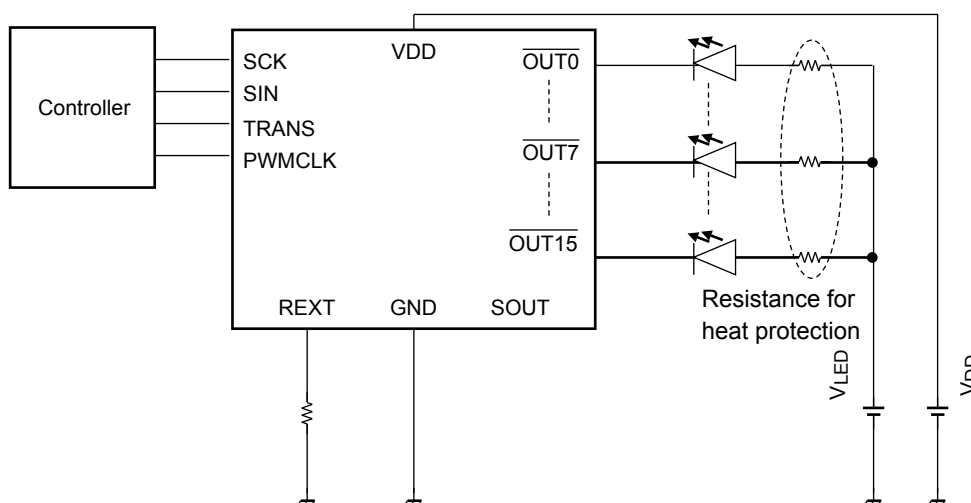 Controller
SCK
SIN
TRANS
PWMCLK
VDD
OUT0
OUT7
OUT15
REXT
GND
SOUT
Resistance for
heat protection
VLED
VDD